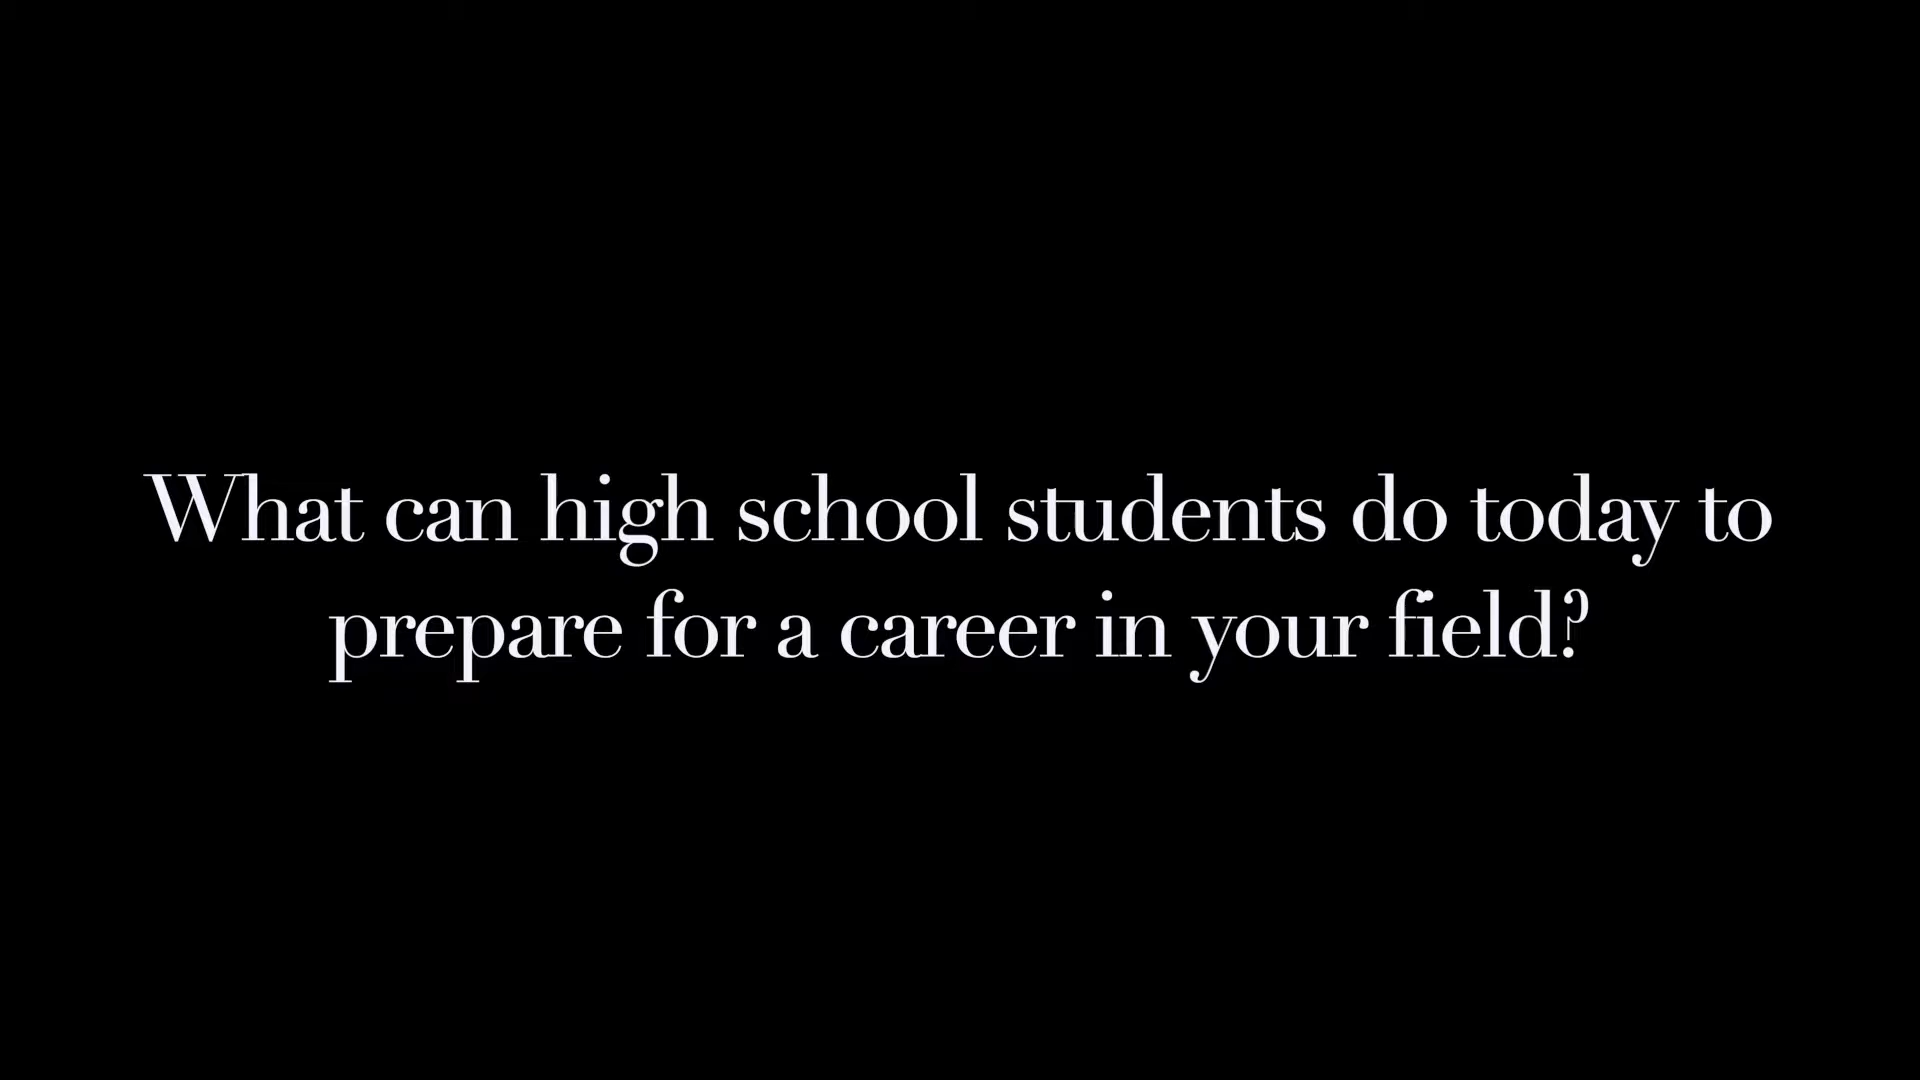 What can high school students do today to
prepare for a career in your field?